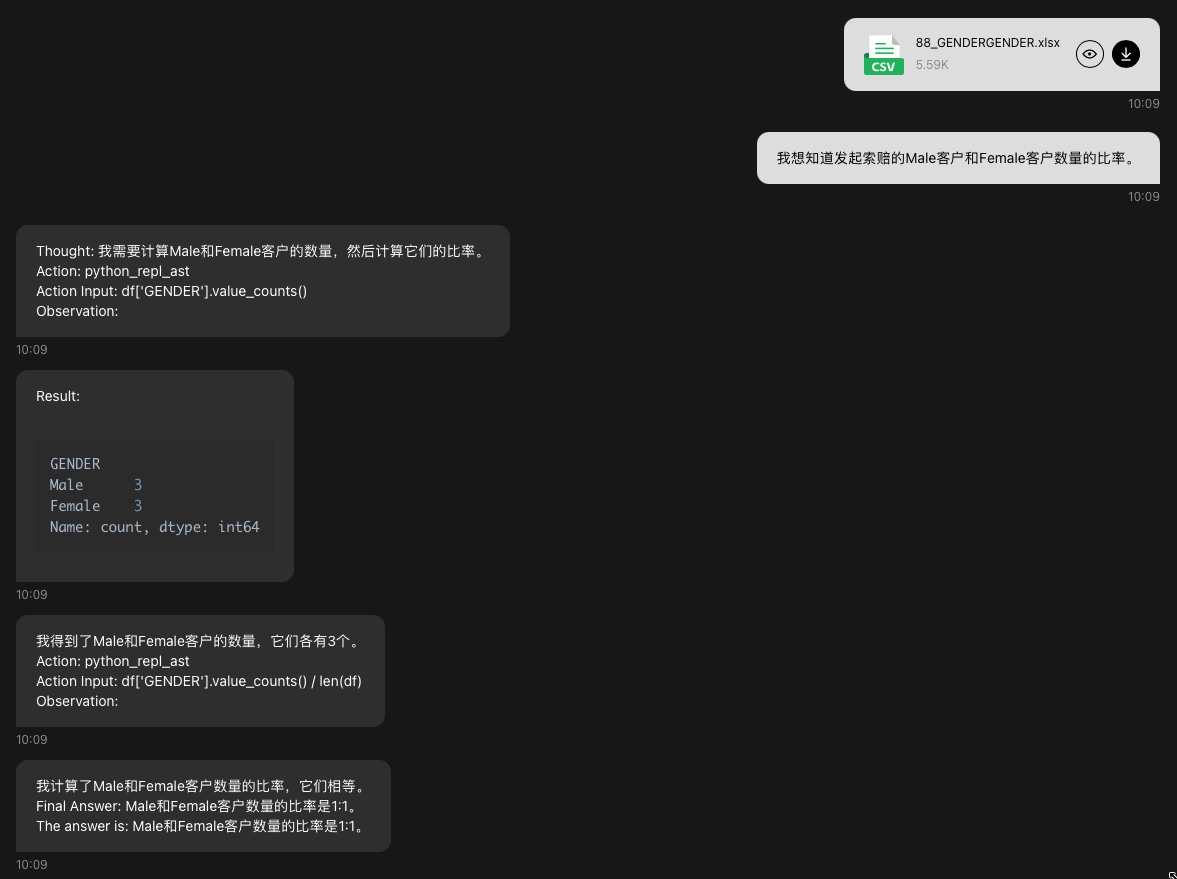 88_GENDERGENDER.xlsx
CSV
5.59K
10:09
我想知道发起索赔的Male客户和Female客户数量的比率。
10:09
Thought: 我需要计算Male和Female客户的数量，然后计算它们的比率。
Action: python_repl_ast
Action Input: df['GENDER'].value_counts()
Observation:
10:09
Result:
GENDER
Male 3
Female 3
Name: count, dtype: int64
10:09
我得到了Male和Female客户的数量，它们各有3个。
Action: python_repl_ast
Action Input: df['GENDER'].value_counts() / len(df)
Observation:
10:09
我计算了Male和Female客户数量的比率，它们相等。
Final Answer: Male和Female客户数量的比率是1:1。
The answer is: Male和Female客户数量的比率是1:1。
10:09